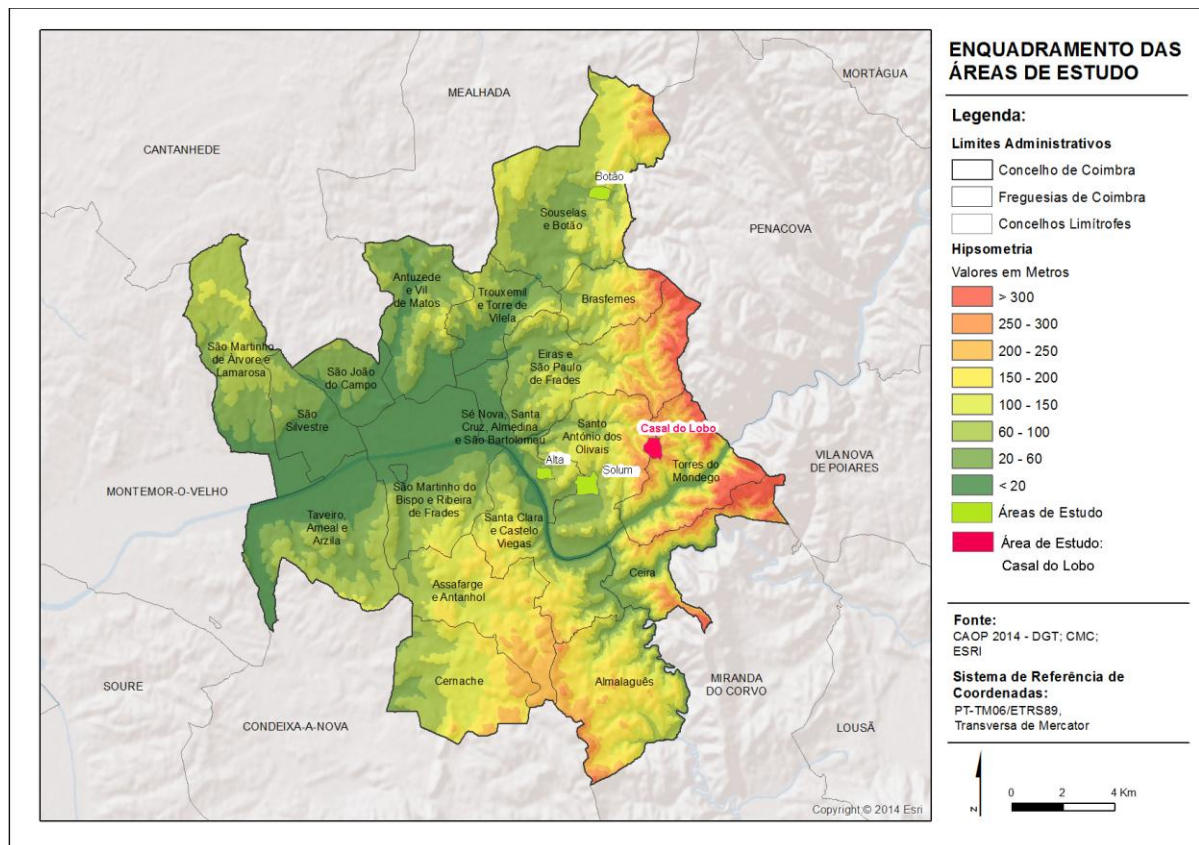 ENQUADRAMENTO DAS
ÁREAS DE ESTUDO
Legenda:
Limites Administrativos
Concelho de Coimbra
Freguesias de Coimbra
Concelhos Limítrofes
Hipsometria
Valores em Metros
> 300
250 - 300
200 - 250
150 - 200
100 - 150
60 - 100
20 - 60
< 20
Áreas de Estudo
Área de Estudo:
Casal do Lobo
Fonte:
CAOP 2014 - DGT; CMC;
ESRI
Sistema de Referência de
Coordenadas:
PT-TM06/ETRS89,
Transversa de Mercator
N
0 2 4 Km
MORTÁGUA
MEALHADA
CANTANHEDE
Botão
Souselas
e Botão
PENACOVA
Antuzede
e Vil
de Matos
Trouxemil
e Torre de
Vilela
Brasfemes
São Martinho
de Àrvore e
Lamarosa
São João
do Campo
Eiras e
São Paulo
de Frades
São
Silvestre
Sé Nova, Santa
Cruz, Almedina
e São Bartolomeu
Santo
António dos
Olivais
Casal do Lobo
Alta
Solum
Torres do
Mondego
VILA NOVA
DE POIARES
MONTEMOR-O-VELHO
São Martinho do
Bispo e Ribeira
de Frades
Taveiro,
Ameal e
Arzila
Santa Clara
e Castelo
Viegas
Ceira
Assafarge
e Antanhol
Cernache
Almalaguês
MIRANDA
DO CORVO
SOURE
CONDEIXA-A-NOVA
LOUSÃ
Copyright © 2014 Esri